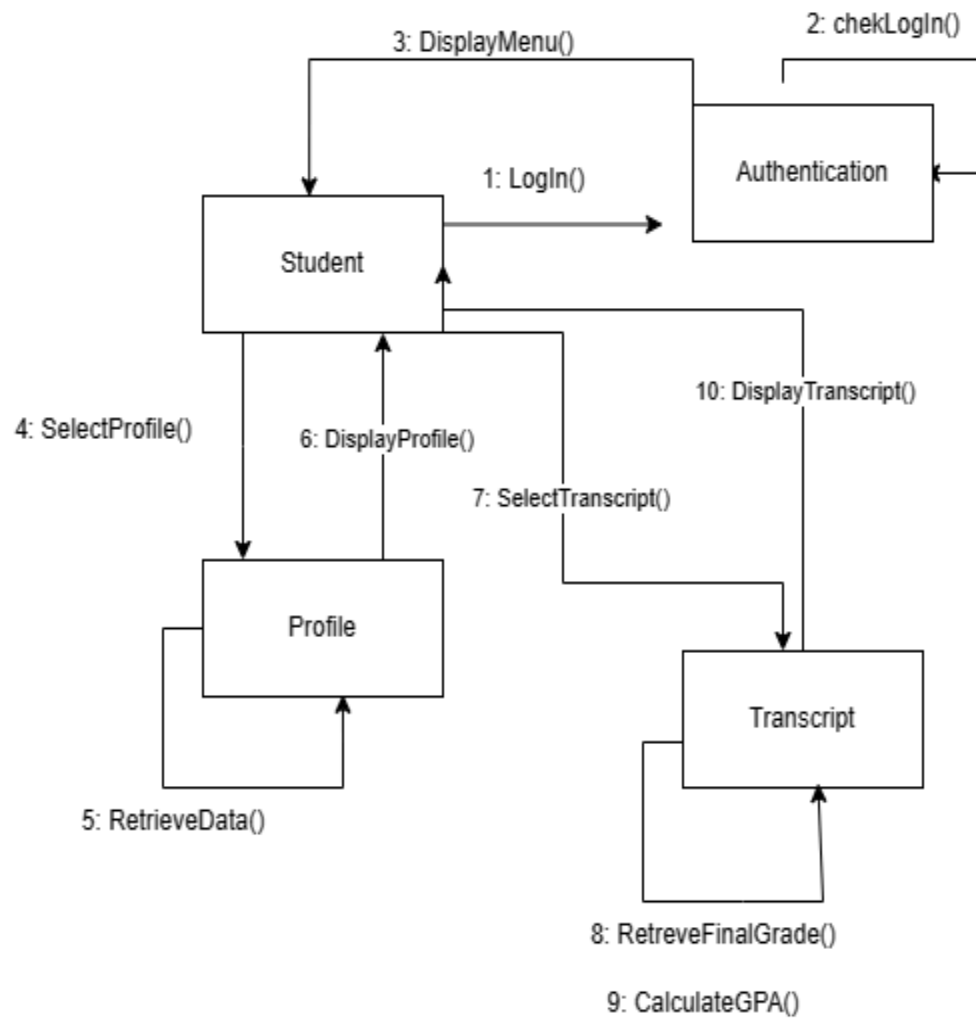 2: chekLogIn()
3: DisplayMenu()
Authentication
1: LogIn()
Student
10: DisplayTranscript()
4: SelectProfile()
6: DisplayProfile()
7: SelectTranscript()
Profile
Transcript
5: RetrieveData()
8: RetreveFinalGrade()
9: CalculateGPA()